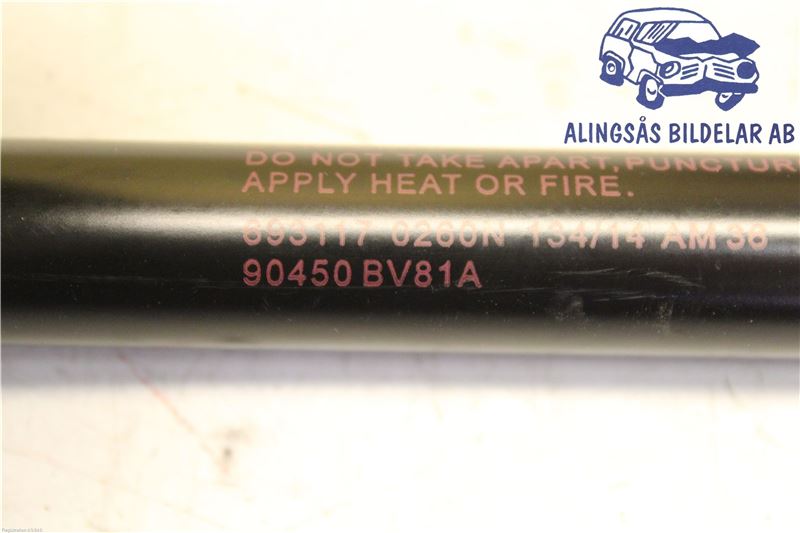 ALINGSÅS BILDELAR AB
DO NOT TAKE APART, PUNCTURE
APPLY HEAT OR FIRE.
693117 0260N 134/14 AM 36
90450 BV81A